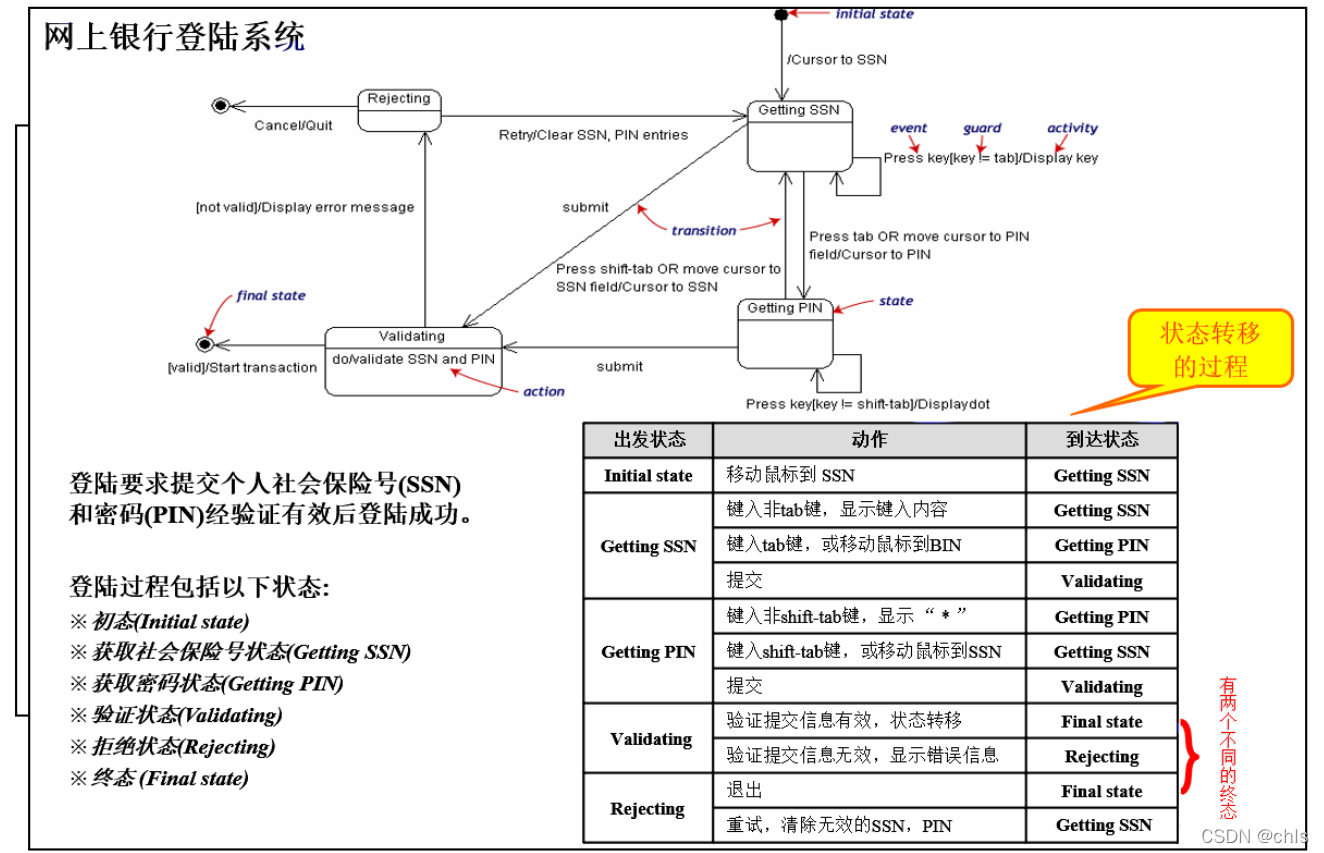 网上银行登陆系统
initial state
/Cursor to SSN
Rejecting
Getting SSN
Cancel/Quit
Retry/Clear SSN, PIN entries
event
guard
activity
Press key[key != tab]/Display key
[not valid]/Display error message
submit
transition
Press tab OR move cursor to PIN
field/Cursor to PIN
Press shift-tab OR move cursor to
SSN field/Cursor to SSN
final state
Getting PIN
state
Validating
do/validate SSN and PIN
[valid]/Start transaction
submit
action
Press key[key != shift-tab]/Displaydot
状态转移
的过程
登陆要求提交个人社会保险号(SSN)
和密码(PIN)经验证有效后登陆成功。
登陆过程包括以下状态:
※ 初态(Initial state)
※ 获取社会保险号状态(Getting SSN)
※ 获取密码状态(Getting PIN)
※ 验证状态(Validating)
※ 拒绝状态(Rejecting)
※ 终态 (Final state)
出发状态 动作 到达状态
Initial state 移动鼠标到 SSN Getting SSN
键入非tab键，显示键入内容 Getting SSN
Getting SSN 键入tab键，或移动鼠标到BIN Getting PIN
提交 Validating
键入非shift-tab键，显示“ * ” Getting PIN
Getting PIN 键入shift-tab键，或移动鼠标到SSN Getting SSN
提交 Validating
Validating 验证提交信息有效，状态转移 Final state
验证提交信息无效，显示错误信息 Rejecting
Rejecting 退出 Final state
重试，清除无效的SSN，PIN Getting SSN
有两个不同的终态
CSDN @chls